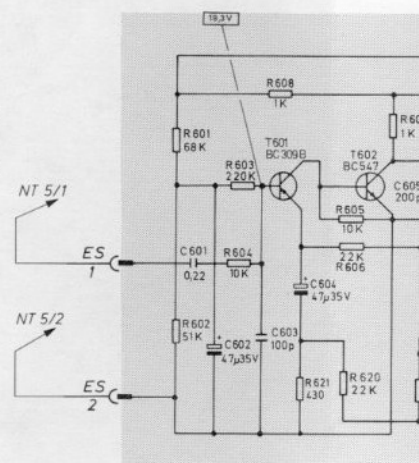 19,3V
R608
1K
R601
68K
T601
BC309B
T602
BC547
1K
R603
220K
C605
200p
NT 5/1
R605
10K
ES
1
C601
0,22
R604
10K
22K
R606
C604
47µ35V
NT 5/2
R602
51K
C602
47µ35V
C603
100p
ES
2
R621
430
R620
22K